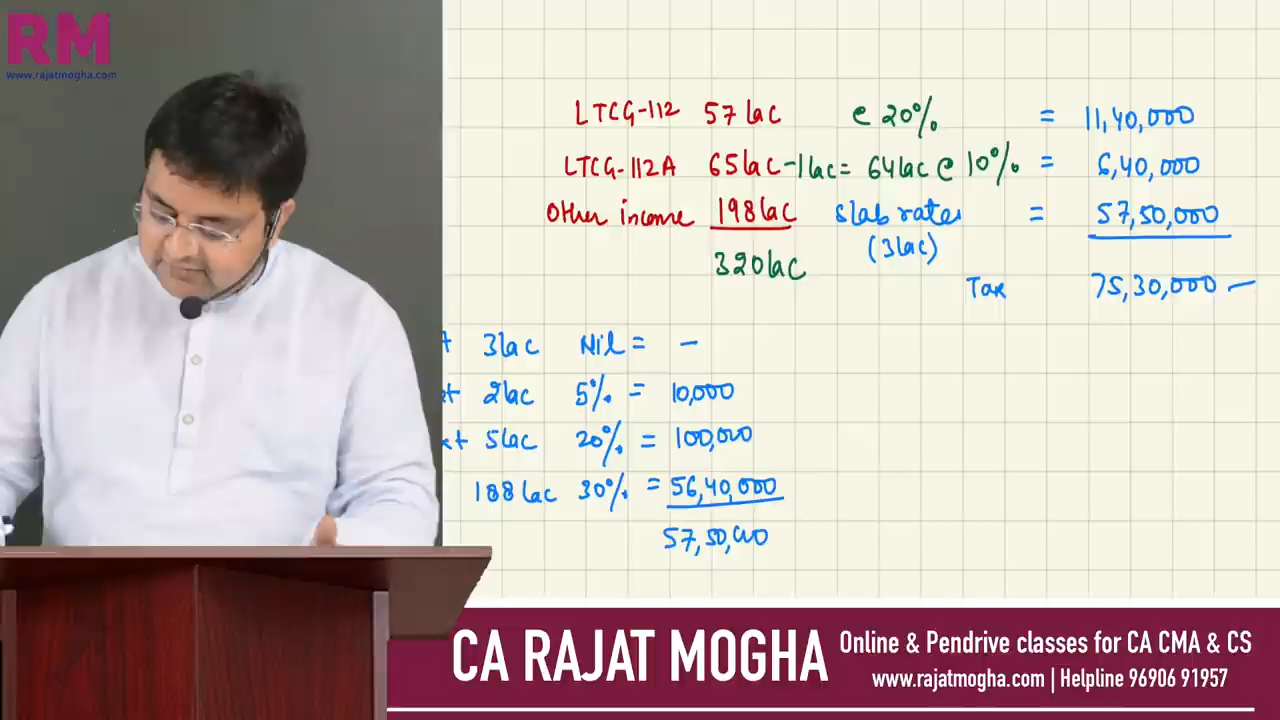 RM
www.rajatmogha.com
LTCG-112 57 lac @ 20% = 11,40,000
LTCG-112A 65lac -1lac = 64lac @ 10% = 6,40,000
Other income 198lac slab rates = 57,50,000
(3lac)
320lac
Tax 75,30,000 —
3lac Nil = —
2lac 5% = 10,000
5lac 20% = 100,000
188lac 30% = 56,40,000
57,50,000
CA RAJAT MOGHA
Online & Pendrive classes for CA CMA & CS
www.rajatmogha.com | Helpline 96906 91957